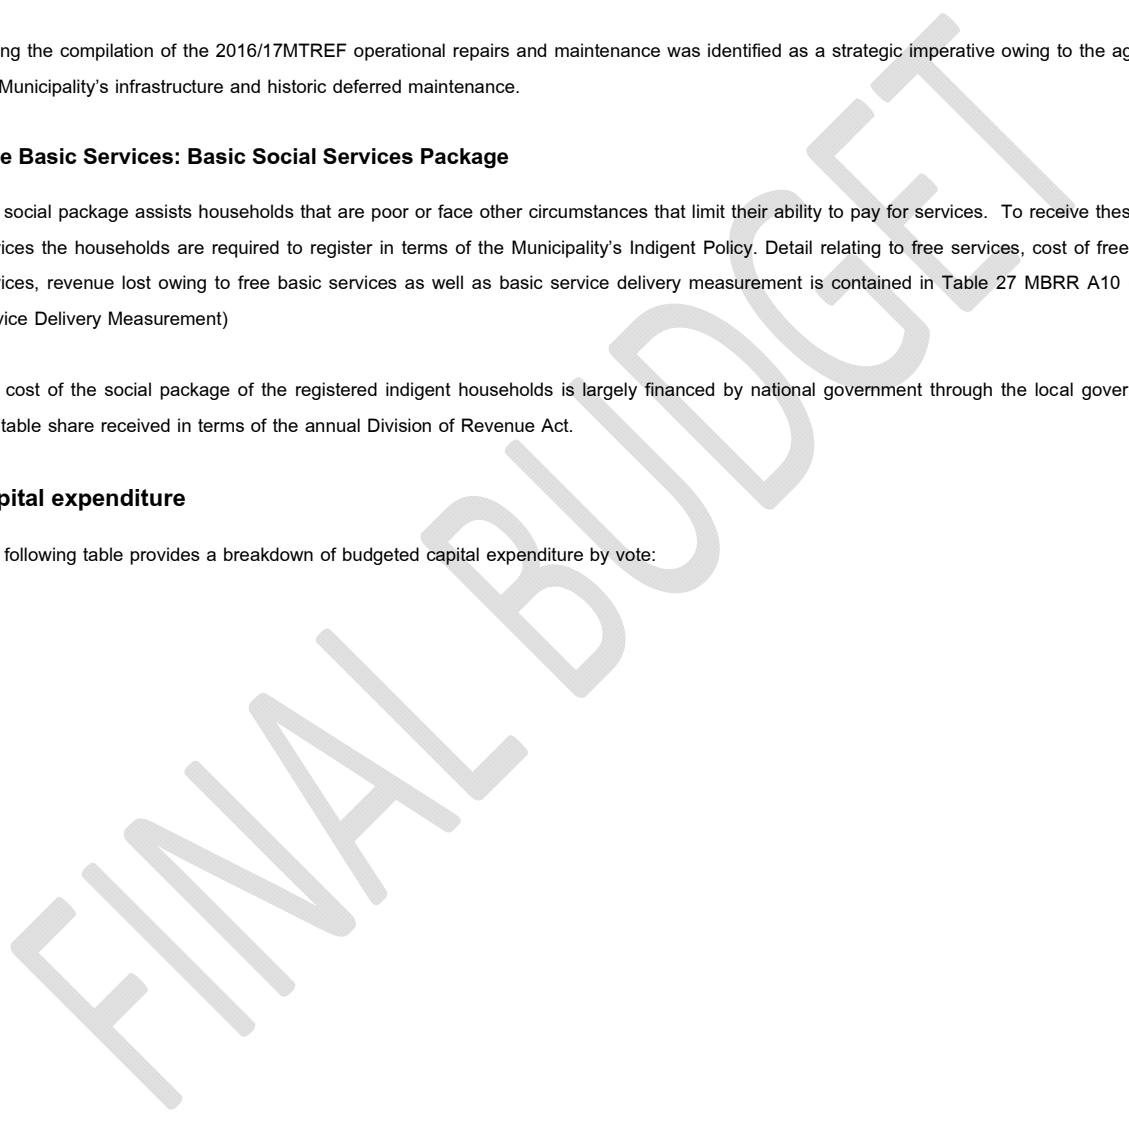 ng the compilation of the 2016/17MTREF operational repairs and maintenance was identified as a strategic imperative owing to the ag
Municipality's infrastructure and historic deferred maintenance.
e Basic Services: Basic Social Services Package
social package assists households that are poor or face other circumstances that limit their ability to pay for services. To receive thes
ices the households are required to register in terms of the Municipality's Indigent Policy. Detail relating to free services, cost of free
ices, revenue lost owing to free basic services as well as basic service delivery measurement is contained in Table 27 MBRR A10
vice Delivery Measurement)
cost of the social package of the registered indigent households is largely financed by national government through the local gover
table share received in terms of the annual Division of Revenue Act.
pital expenditure
following table provides a breakdown of budgeted capital expenditure by vote:
FINAL BUDGET